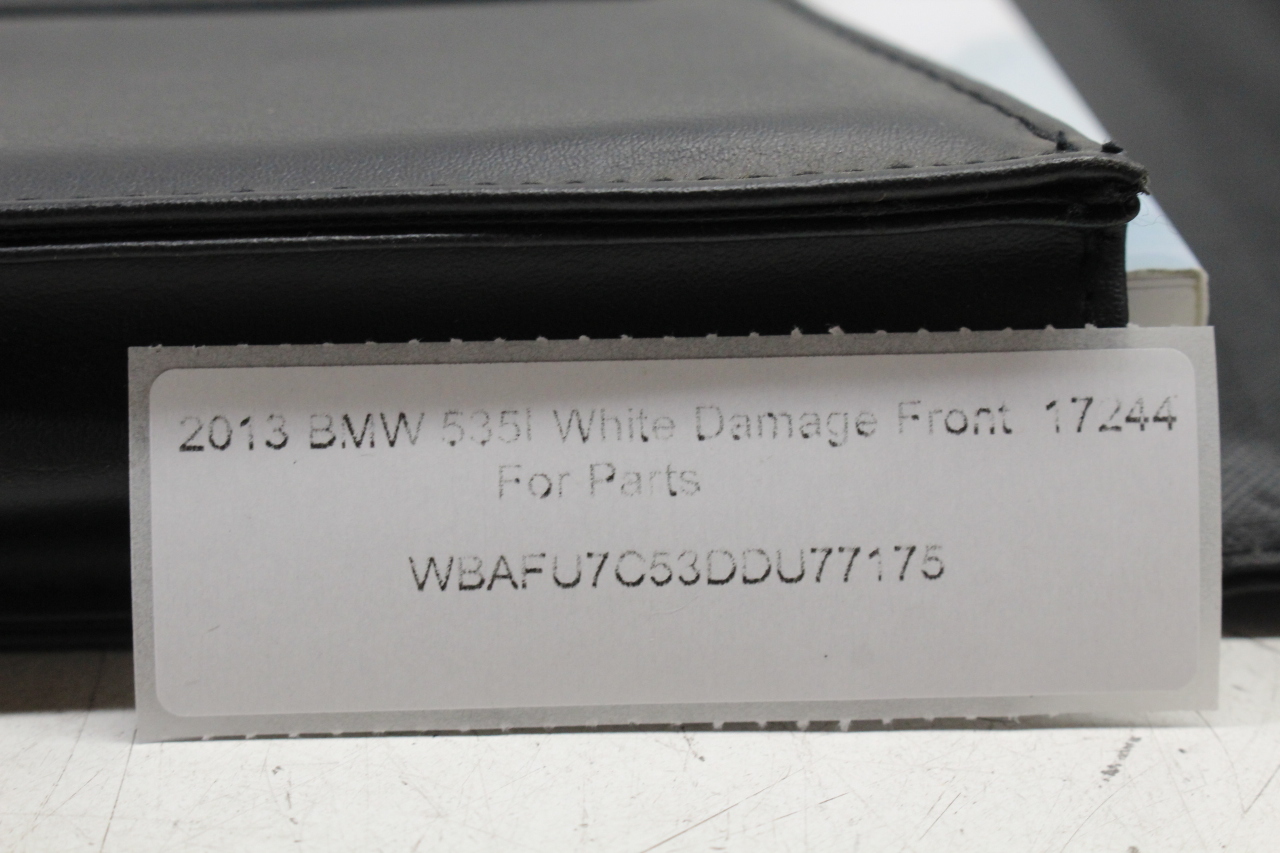 2013 BMW 535I White Damage Front 17244
For Parts
WBAFU7C53DDU77175